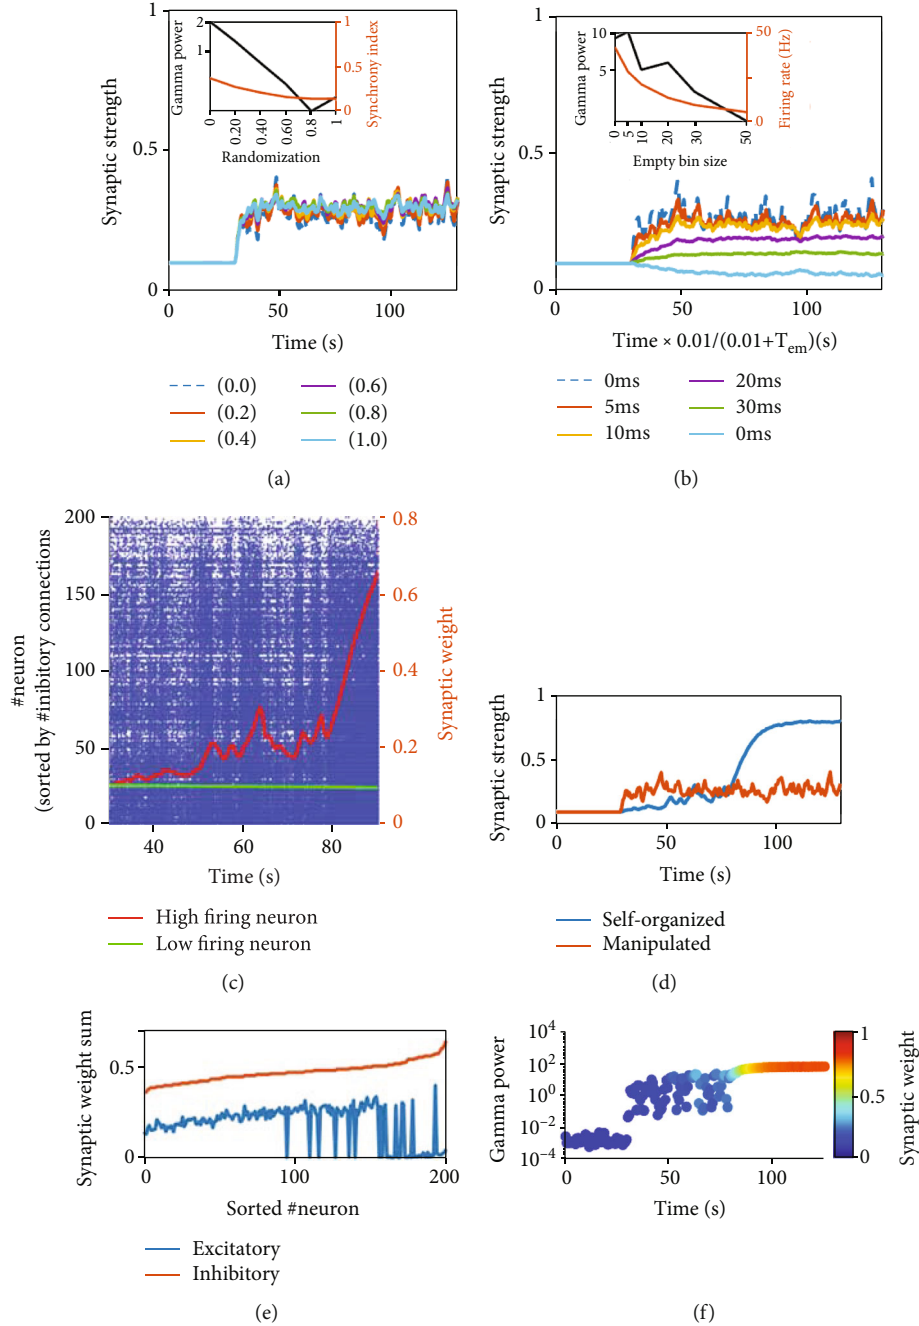 1
0.5
0
Synaptic strength
2
1
Gamma power
1
0.5
0
Synchrony index
0
0.20
0.40
0.60
0.8
1
Randomization
0
50
100
Time (s)
(0.0)
(0.2)
(0.4)
(0.6)
(0.8)
(1.0)
(a)
1
0.5
0
Synaptic strength
10
5
Gamma power
50
0
Firing rate (Hz)
0
5
10
20
30
50
Empty bin size
0
50
100
Time × 0.01/(0.01+Tem)(s)
0ms
5ms
10ms
20ms
30ms
0ms
(b)
200
150
100
50
0
#neuron
(sorted by #inibitory connections
0.8
0.6
0.4
0.2
0
Synaptic weight
40
60
80
Time (s)
High firing neuron
Low firing neuron
(c)
1
0.5
0
Synaptic strength
0
50
100
Time (s)
Self-organized
Manipulated
(d)
0.5
0
Synaptic weight sum
0
100
200
Sorted #neuron
Excitatory
Inhibitory
(e)
10^4
10^2
10^0
10^-2
10^-4
Gamma power
0
50
100
Time (s)
1
0.5
0
Synaptic weight
(f)